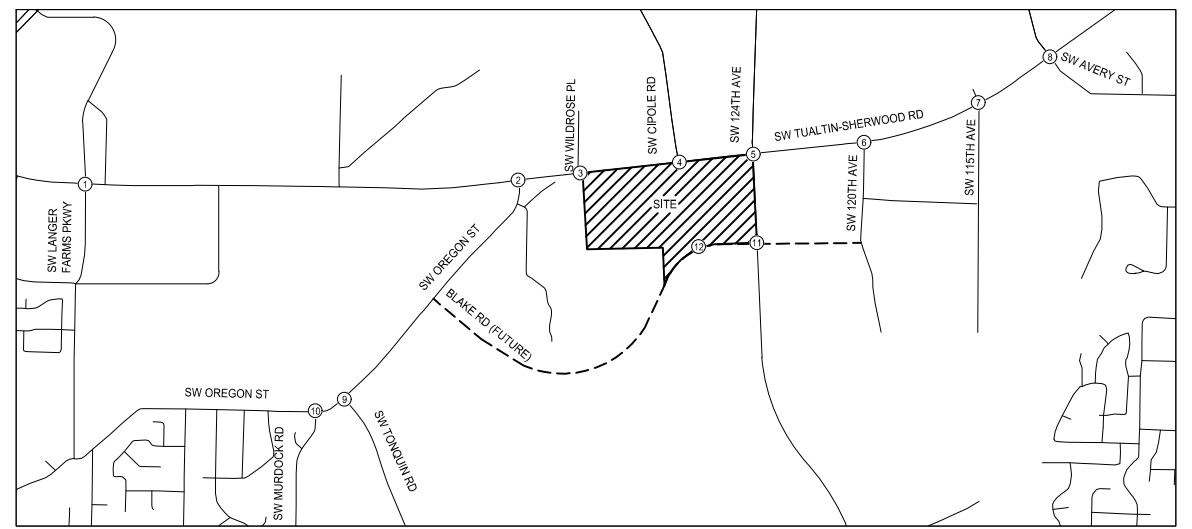 8
SW AVERY ST
7
SW 124TH AVE
SW CIPOLE RD
SW WILDROSE PL
SW TUALTIN-SHERWOOD RD
SW 115TH AVE
6
5
4
3
2
1
SW 120TH AVE
SITE
SW LANGER
FARMS PKWY
SW OREGON ST
12
11
BLAKE RD (FUTURE)
SW OREGON ST
10
9
SW MURDOCK RD
SW TONQUIN RD